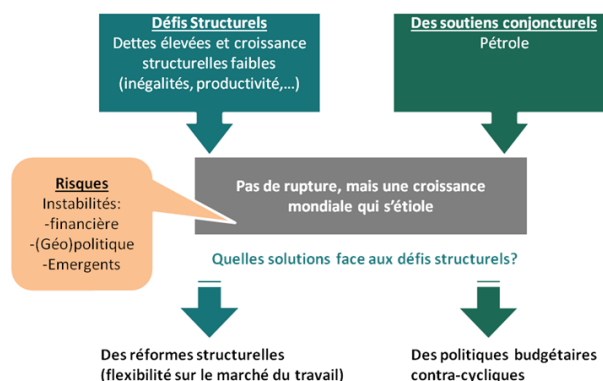 Défis Structurels
Dettes élevées et croissance
structurelles faibles
(inégalités, productivité,...)
Des soutiens conjoncturels
Pétrole
Pas de rupture, mais une croissance
mondiale qui s'étiole
Risques
Instabilités:
-financière
-(Géo)politique
-Emergents
Quelles solutions face aux défis structurels?
Des réformes structurelles
(flexibilité sur le marché du travail)
Des politiques budgétaires
contra-cycliques